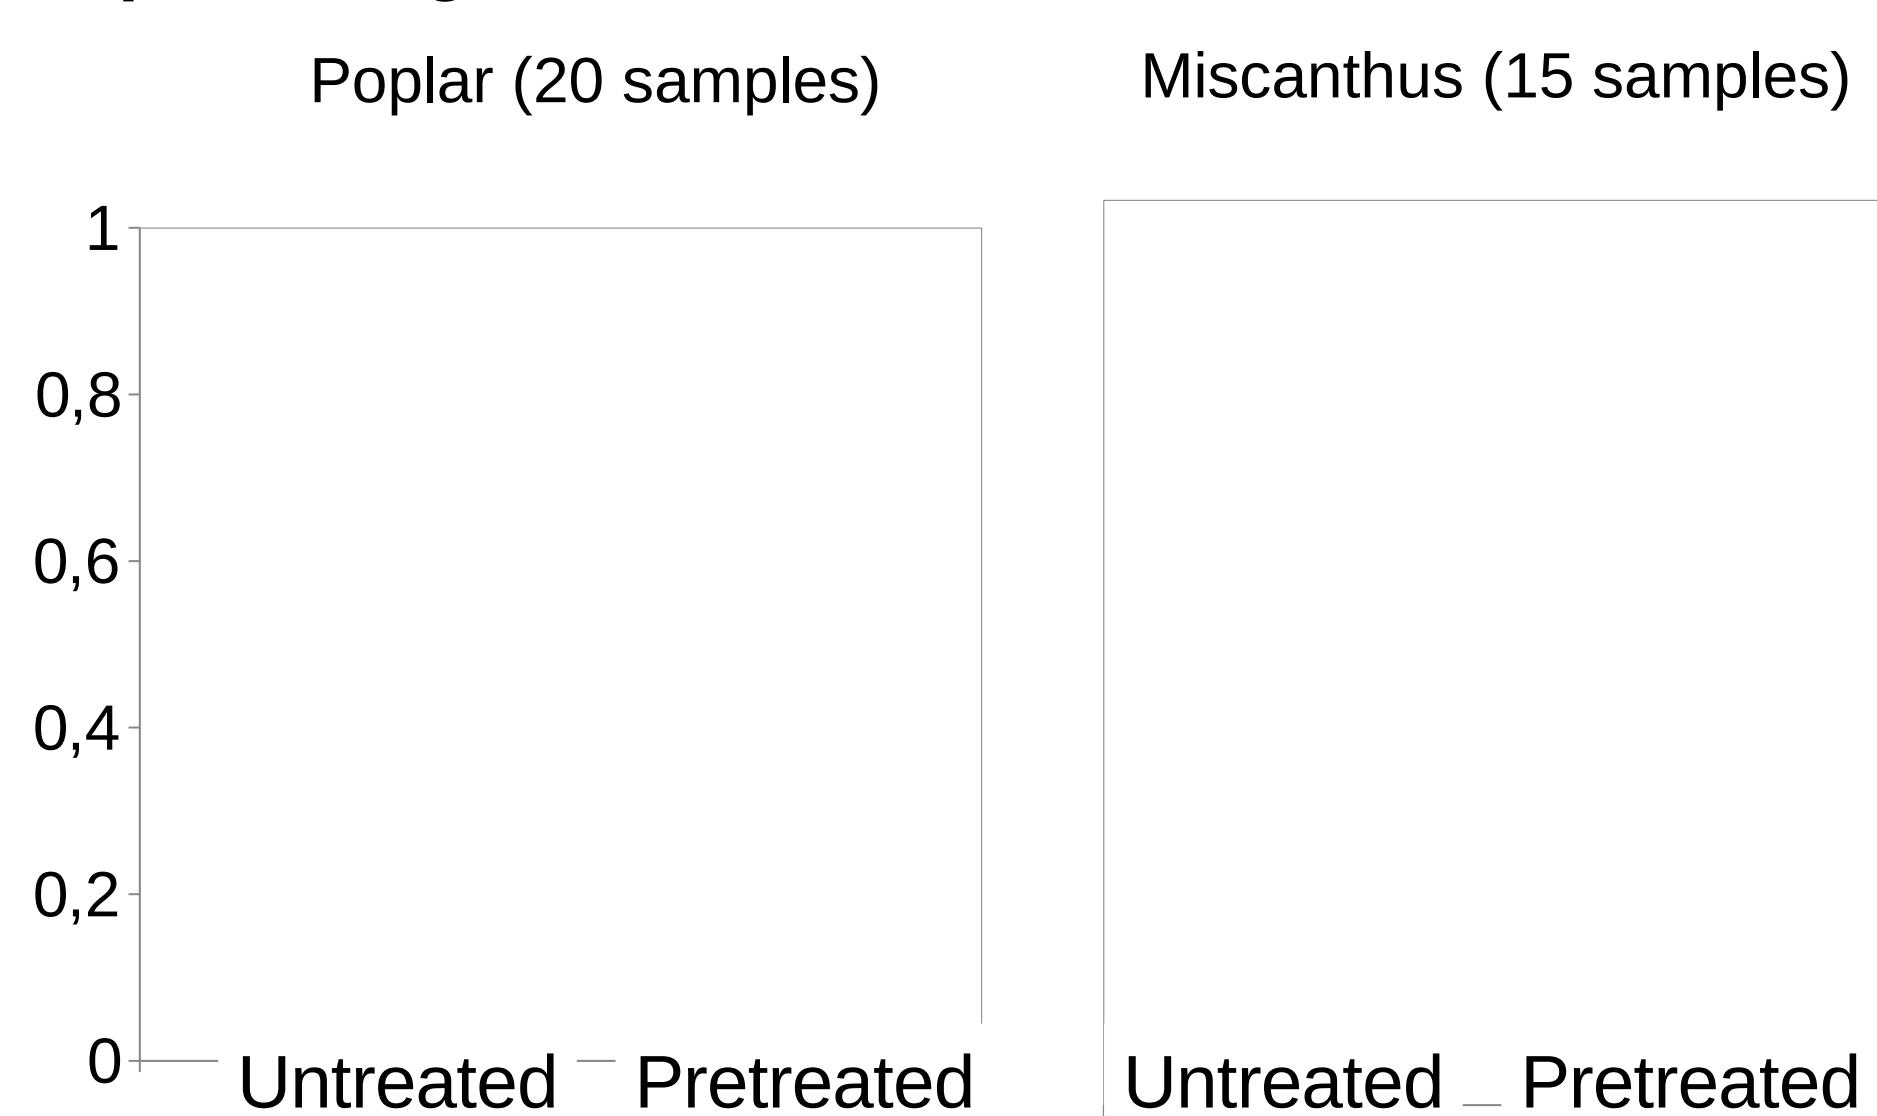 Poplar (20 samples)
Miscanthus (15 samples)
1
0,8
0,6
0,4
0,2
0
Untreated
Pretreated
Untreated
Pretreated